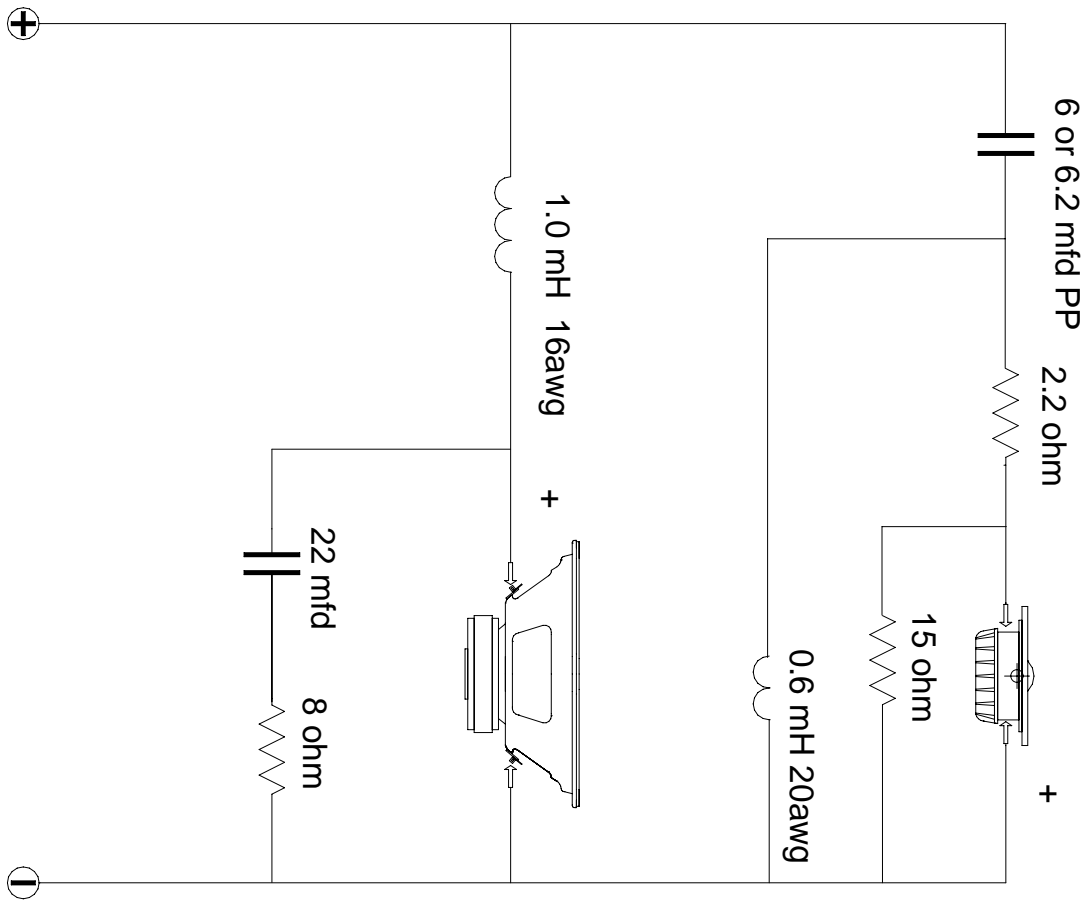 6 or 6.2 mfd PP
2.2 ohm
+
15 ohm
0.6 mH 20awg
1.0 mH 16awg
+
22 mfd
8 ohm
+
−